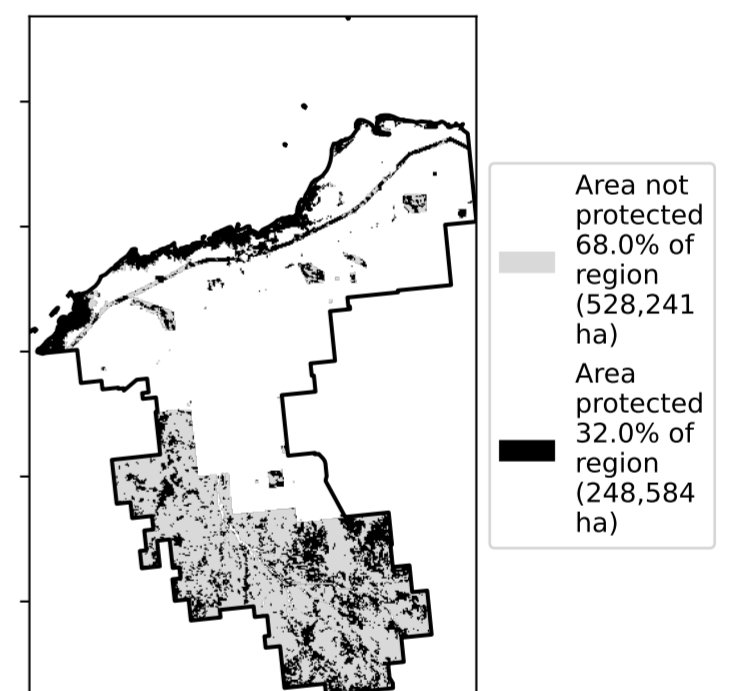 Area not
protected
68.0% of
region
(528,241
ha)
Area
protected
32.0% of
region
(248,584
ha)